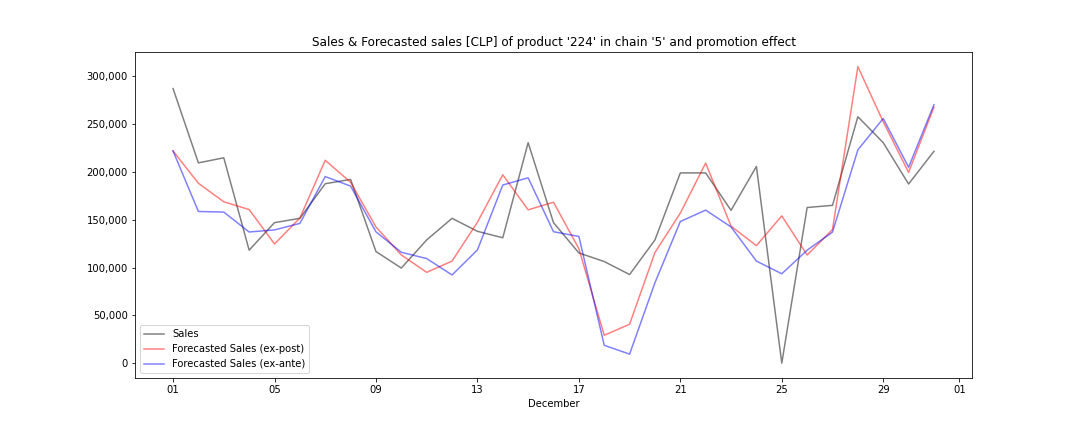 Sales & Forecasted sales [CLP] of product '224' in chain '5' and promotion effect
300,000
250,000
200,000
150,000
100,000
50,000
0
Sales
Forecasted Sales (ex-post)
Forecasted Sales (ex-ante)
01 05 09 13 17 21 25 29 01
December